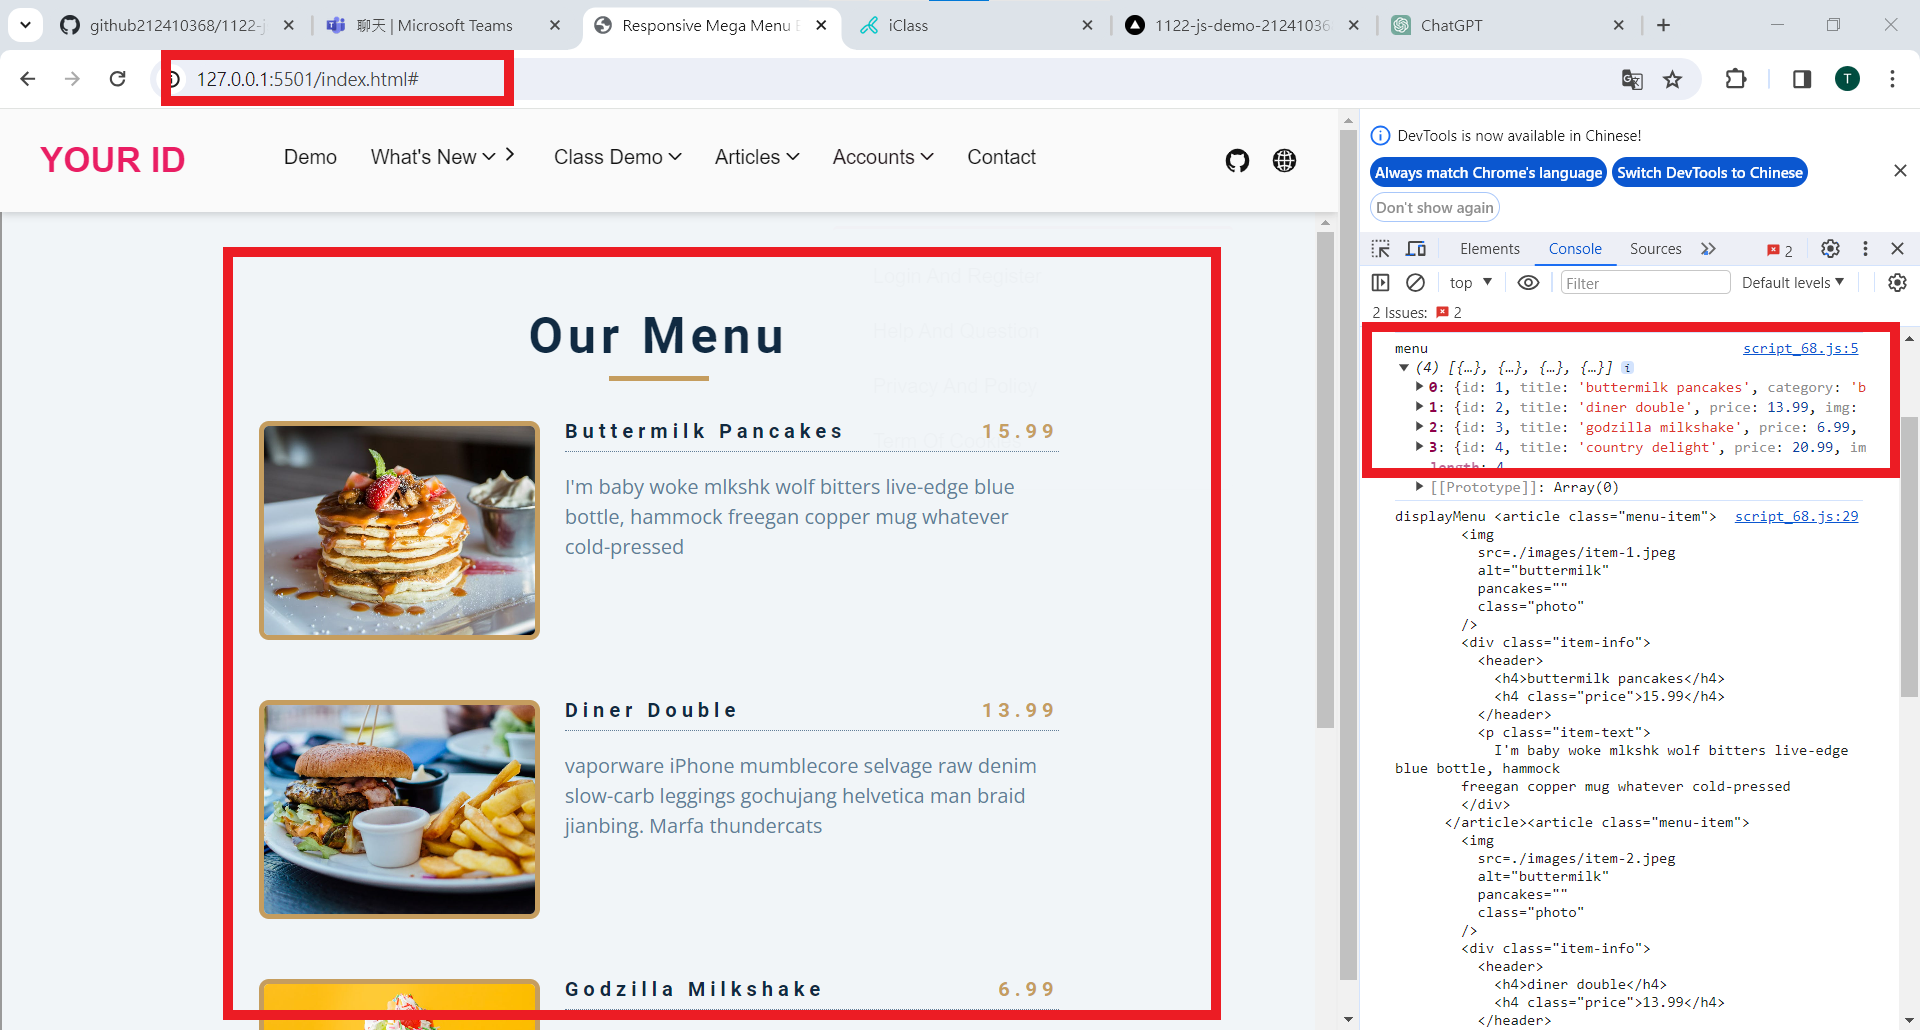 github212410368/1122-j
聊天 | Microsoft Teams
Responsive Mega Menu
iClass
1122-js-demo-21241036
ChatGPT
127.0.0.1:5501/index.html#
T
YOUR ID
Demo
What's New
Class Demo
Articles
Accounts
Contact
Login And Register
Help And Question
Privacy And Policy
Our Menu
Buttermilk Pancakes
15.99
I'm baby woke mlkshk wolf bitters live-edge blue
bottle, hammock freegan copper mug whatever
cold-pressed
Diner Double
13.99
vaporware iPhone mumblecore selvage raw denim
slow-carb leggings gochujang helvetica man braid
jianbing. Marfa thundercats
Godzilla Milkshake
6.99
DevTools is now available in Chinese!
Always match Chrome's language
Switch DevTools to Chinese
Don't show again
Elements
Console
Sources
2
top
Filter
Default levels
2 Issues: 2
menu script_68.js:5
(4) [{…}, {…}, {…}, {…}] i
0: {id: 1, title: 'buttermilk pancakes', category: 'b
1: {id: 2, title: 'diner double', price: 13.99, img:
2: {id: 3, title: 'godzilla milkshake', price: 6.99,
3: {id: 4, title: 'country delight', price: 20.99, im
length: 4
[[Prototype]]: Array(0)
displayMenu <article class="menu-item"> script_68.js:29
<img
src=./images/item-1.jpeg
alt="buttermilk"
pancakes=""
class="photo"
/>
<div class="item-info">
<header>
<h4>buttermilk pancakes</h4>
<h4 class="price">15.99</h4>
</header>
<p class="item-text">
I'm baby woke mlkshk wolf bitters live-edge
blue bottle, hammock
freegan copper mug whatever cold-pressed
</div>
</article><article class="menu-item">
<img
src=./images/item-2.jpeg
alt="buttermilk"
pancakes=""
class="photo"
/>
<div class="item-info">
<header>
<h4>diner double</h4>
<h4 class="price">13.99</h4>
</header>